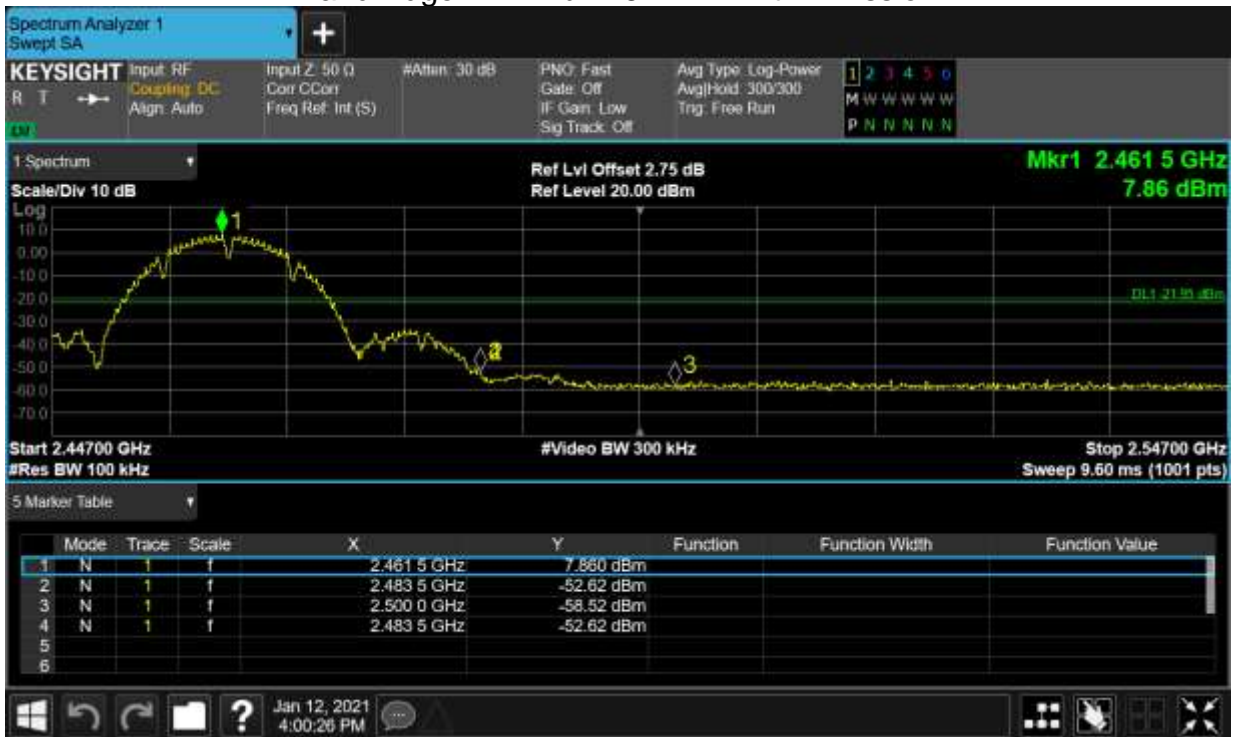 Spectrum Analyzer 1
Swept SA
+
KEYSIGHT Input: RF Input Z: 50 Ω #Atten: 30 dB PNO: Fast Avg Type: Log-Power 1 2 3 4 5 6
R T Coupling: DC Corr CCorr Gate: Off Avg|Hold: 300/300 M W W W W W
Align: Auto Freq Ref: Int (S) IF Gain: Low Trig: Free Run
Sig Track: Off P N N N N N
1 Spectrum Ref Lvl Offset 2.75 dB Mkr1 2.461 5 GHz
Scale/Div 10 dB Ref Level 20.00 dBm 7.86 dBm
Log
1
10.0
0.00
-10.0
-20.0 DL1 -21.95 dBm
-30.0
-40.0
-50.0 3
-60.0
-70.0
Start 2.44700 GHz #Video BW 300 kHz Stop 2.54700 GHz
#Res BW 100 kHz Sweep 9.60 ms (1001 pts)
5 Marker Table
Mode Trace Scale X Y Function Function Width Function Value
1 N 1 f 2.461 5 GHz 7.860 dBm
2 N 1 f 2.483 5 GHz -52.62 dBm
3 N 1 f 2.500 0 GHz -58.52 dBm
4 N 1 f 2.483 5 GHz -52.62 dBm
5
6
? Jan 12, 2021
4:00:26 PM